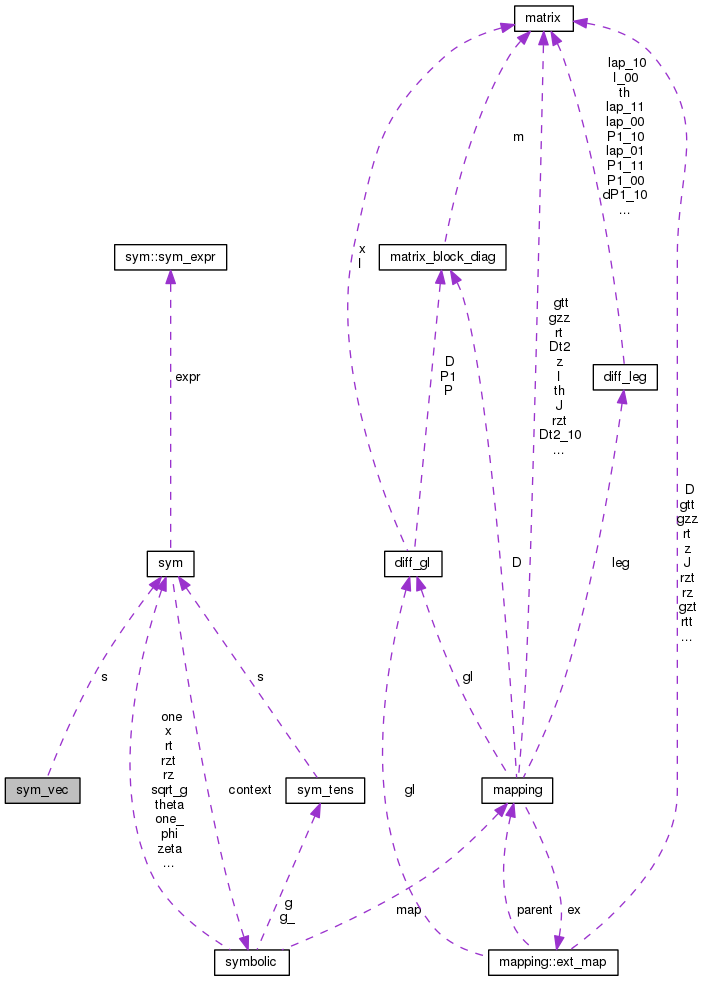 matrix
lap_10
l_00
th
lap_11
lap_00
P1_10
lap_01
P1_11
P1_00
dP1_10
...
m
sym::sym_expr
x
l
matrix_block_diag
gtt
gzz
rt
Dt2
z
l
th
J
rzt
Dt2_10
...
D
P1
P
expr
diff_leg
D
gtt
gzz
rt
z
J
rzt
rz
gzt
rtt
...
sym
diff_gl
D
leg
s
s
gl
one
x
rt
rzt
rz
sqrt_g
theta
one_
phi
zeta
...
context
gl
sym_vec
sym_tens
mapping
g
g_
map
parent
ex
symbolic
mapping::ext_map